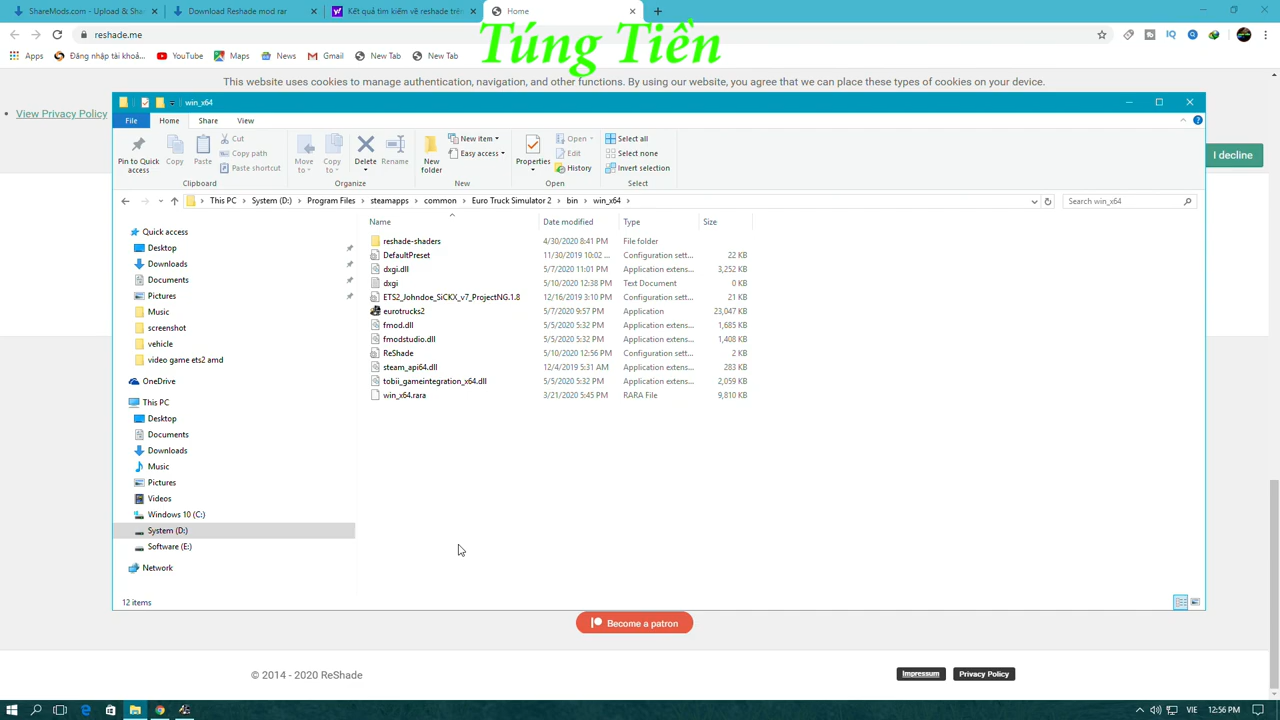 ShareMods.com - Upload & Sha
Download Reshade mod rar
Kết quả tìm kiếm về reshade trên
Home
reshade.me
IQ
Apps
Đăng nhập tài khoả...
YouTube
Maps
News
Gmail
New Tab
New Tab
Túng Tiền
This website uses cookies to manage authentication, navigation, and other functions. By using our website, you agree that we can place these types of cookies on your device.
View Privacy Policy
I decline
win_x64
File
Home
Share
View
Pin to Quick access
Copy
Paste
Cut
Copy path
Paste shortcut
Clipboard
Move to
Copy to
Delete
Rename
Organize
New folder
New item
Easy access
New
Properties
Open
Edit
History
Open
Select all
Select none
Invert selection
Select
This PC
System (D:)
Program Files
steamapps
common
Euro Truck Simulator 2
bin
win_x64
Search win_x64
Name
Date modified
Type
Size
Quick access
Desktop
Downloads
Documents
Pictures
Music
screenshot
vehicle
video game ets2 amd
OneDrive
This PC
Desktop
Documents
Downloads
Music
Pictures
Videos
Windows 10 (C:)
System (D:)
Software (E:)
Network
reshade-shaders 4/30/2020 8:41 PM File folder
DefaultPreset 11/30/2019 10:02 ... Configuration sett... 22 KB
dxgi.dll 5/7/2020 11:01 PM Application extens... 3,252 KB
dxgi 5/10/2020 12:38 PM Text Document 0 KB
ETS2_Johndoe_SiCKX_v7_ProjectNG.1.8 12/16/2019 3:10 PM Configuration sett... 21 KB
eurotrucks2 5/7/2020 9:57 PM Application 23,047 KB
fmod.dll 5/5/2020 5:32 PM Application extens... 1,685 KB
fmodstudio.dll 5/5/2020 5:32 PM Application extens... 1,408 KB
ReShade 5/10/2020 12:56 PM Configuration sett... 2 KB
steam_api64.dll 12/4/2019 5:31 AM Application extens... 283 KB
tobii_gameintegration_x64.dll 5/5/2020 5:32 PM Application extens... 2,059 KB
win_x64.rara 3/21/2020 5:45 PM RARA File 9,810 KB
12 items
Become a patron
© 2014 - 2020 ReShade
Impressum
Privacy Policy
VIE
12:56 PM